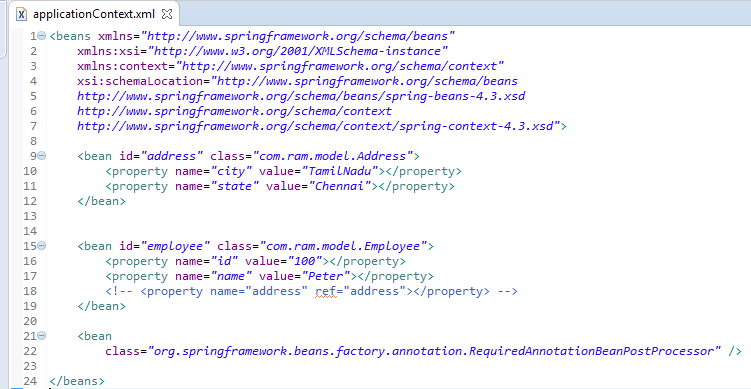 applicationContext.xml
1 <beans xmlns="http://www.springframework.org/schema/beans"
2     xmlns:xsi="http://www.w3.org/2001/XMLSchema-instance"
3     xmlns:context="http://www.springframework.org/schema/context"
4     xsi:schemaLocation="http://www.springframework.org/schema/beans
5     http://www.springframework.org/schema/beans/spring-beans-4.3.xsd
6     http://www.springframework.org/schema/context
7     http://www.springframework.org/schema/context/spring-context-4.3.xsd">
8
9     <bean id="address" class="com.ram.model.Address">
10         <property name="city" value="TamilNadu"></property>
11         <property name="state" value="Chennai"></property>
12     </bean>
13
14
15     <bean id="employee" class="com.ram.model.Employee">
16         <property name="id" value="100"></property>
17         <property name="name" value="Peter"></property>
18         <!-- <property name="address" ref="address"></property> -->
19     </bean>
20
21     <bean
22         class="org.springframework.beans.factory.annotation.RequiredAnnotationBeanPostProcessor" />
23
24 </beans>